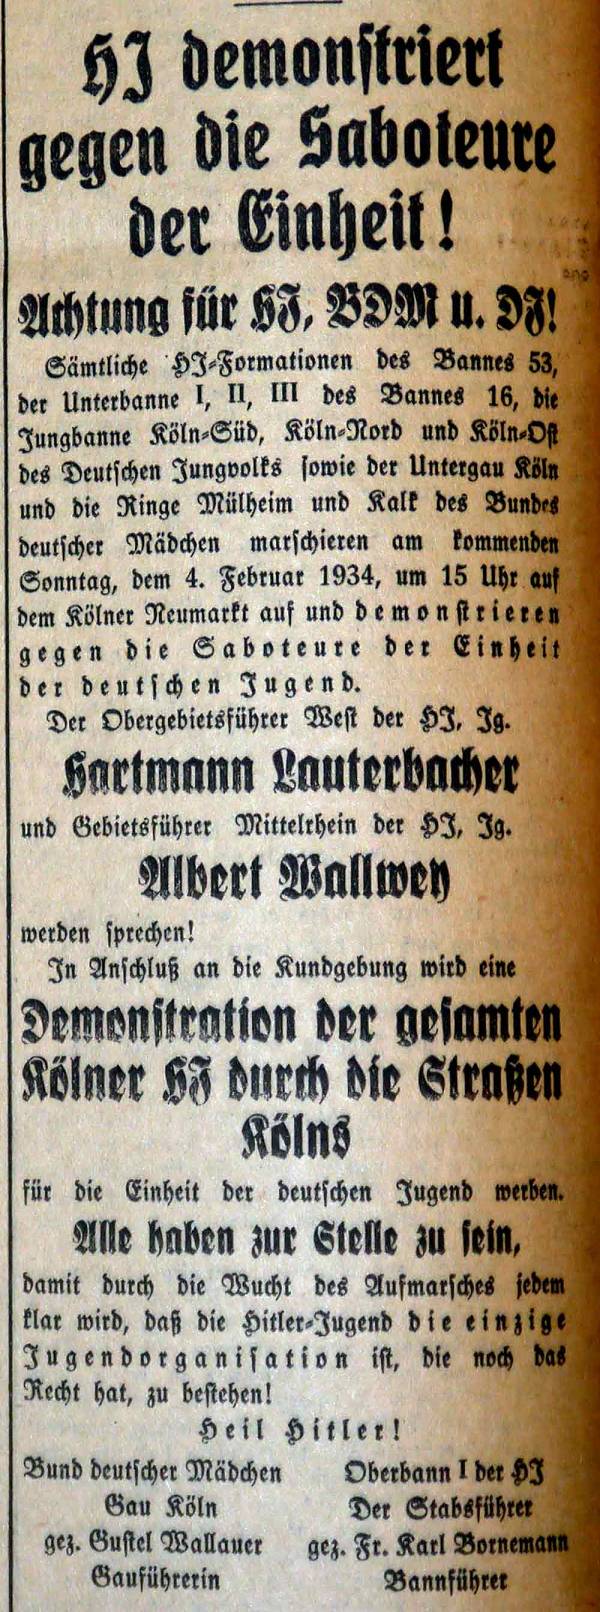 HJ demonstriert
gegen die Saboteure
der Einheit!
Achtung für HJ, BDM u. DJ!
Sämtliche HJ-Formationen des Bannes 53,
der Unterbanne I, II, III des Bannes 16, die
Jungbanne Köln-Süd, Köln-Nord und Köln-Ost
des Deutschen Jungvolks sowie der Untergau Köln
und die Ringe Mülheim und Kalk des Bundes
deutscher Mädchen marschieren am kommenden
Sonntag, dem 4. Februar 1934, um 15 Uhr auf
dem Kölner Neumarkt auf und demonstrieren
gegen die Saboteure der Einheit
der deutschen Jugend.
Der Obergebietsführer West der HJ, Jg.
Hartmann Lauterbacher
und Gebietsführer Mittelrhein der HJ, Jg.
Albert Wallwey
werden sprechen!
In Anschluß an die Kundgebung wird eine
Demonstration der gesamten
Kölner HJ durch die Straßen
Kölns
für die Einheit der deutschen Jugend werben.
Alle haben zur Stelle zu sein,
damit durch die Wucht des Aufmarsches jedem
klar wird, daß die Hitler-Jugend die einzige
Jugendorganisation ist, die noch das
Recht hat, zu bestehen!
Heil Hitler!
Bund deutscher Mädchen
Gau Köln
gez. Gustel Wallauer
Gauführerin
Oberbann I der HJ
Der Stabsführer
gez. Fr. Karl Bornemann
Bannführer